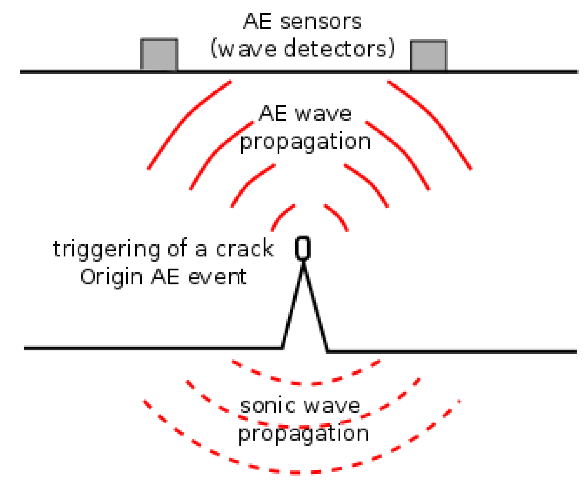 AE sensors
(wave detectors)
AE wave
propagation
triggering of a crack
Origin AE event
sonic wave
propagation